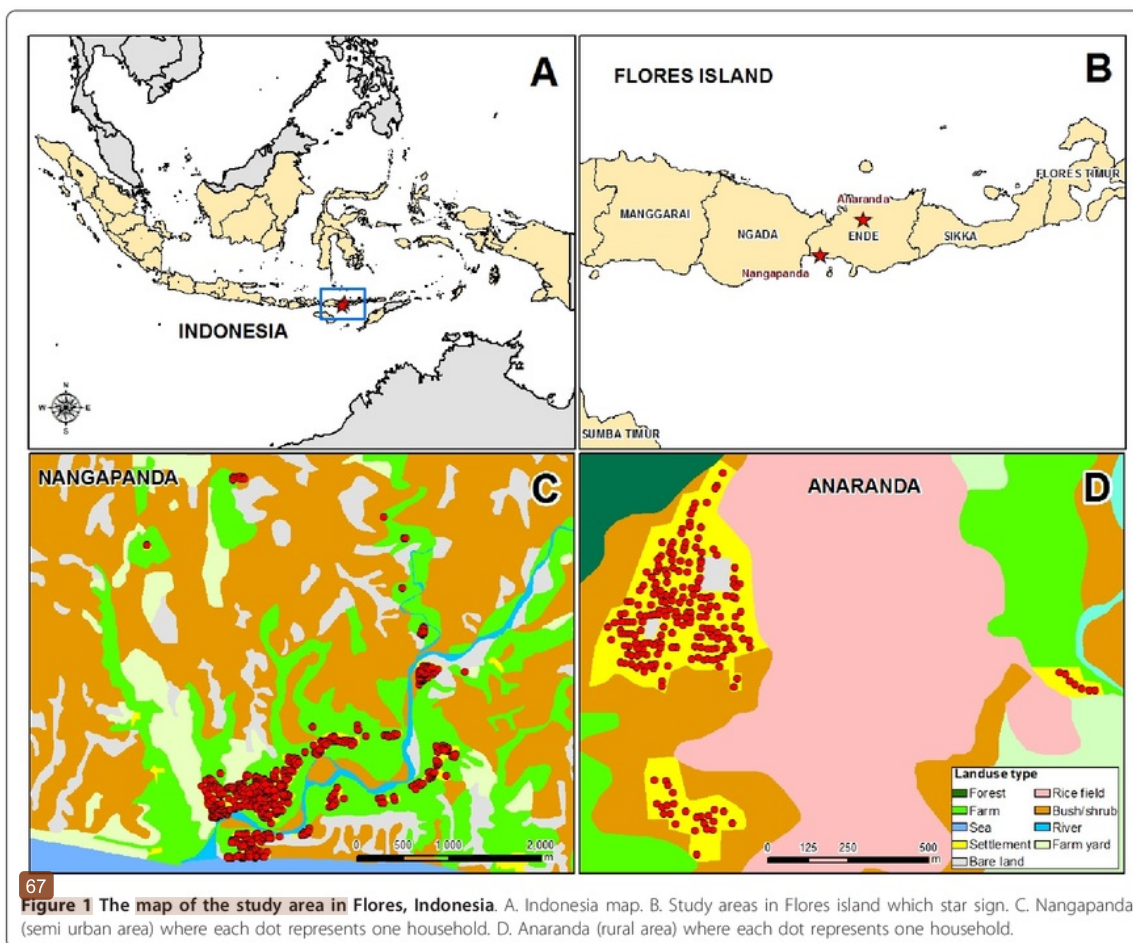 A
INDONESIA
N
W E
S
B
FLORES ISLAND
FLORES TIMUR
MANGGARAI
Anaranda
NGADA
ENDE
SIKKA
Nangapanda
SUMBA TIMUR
NANGAPANDA
C
0 500 1,000 2,000
m
ANARANDA
D
Landuse type
Forest Rice field
Farm Bush/shrub
Sea River
Settlement Farm yard
Bare land
0 125 250 500
m
67
Figure 1 The map of the study area in Flores, Indonesia. A. Indonesia map. B. Study areas in Flores island which star sign. C. Nangapanda
(semi urban area) where each dot represents one household. D. Anaranda (rural area) where each dot represents one household.